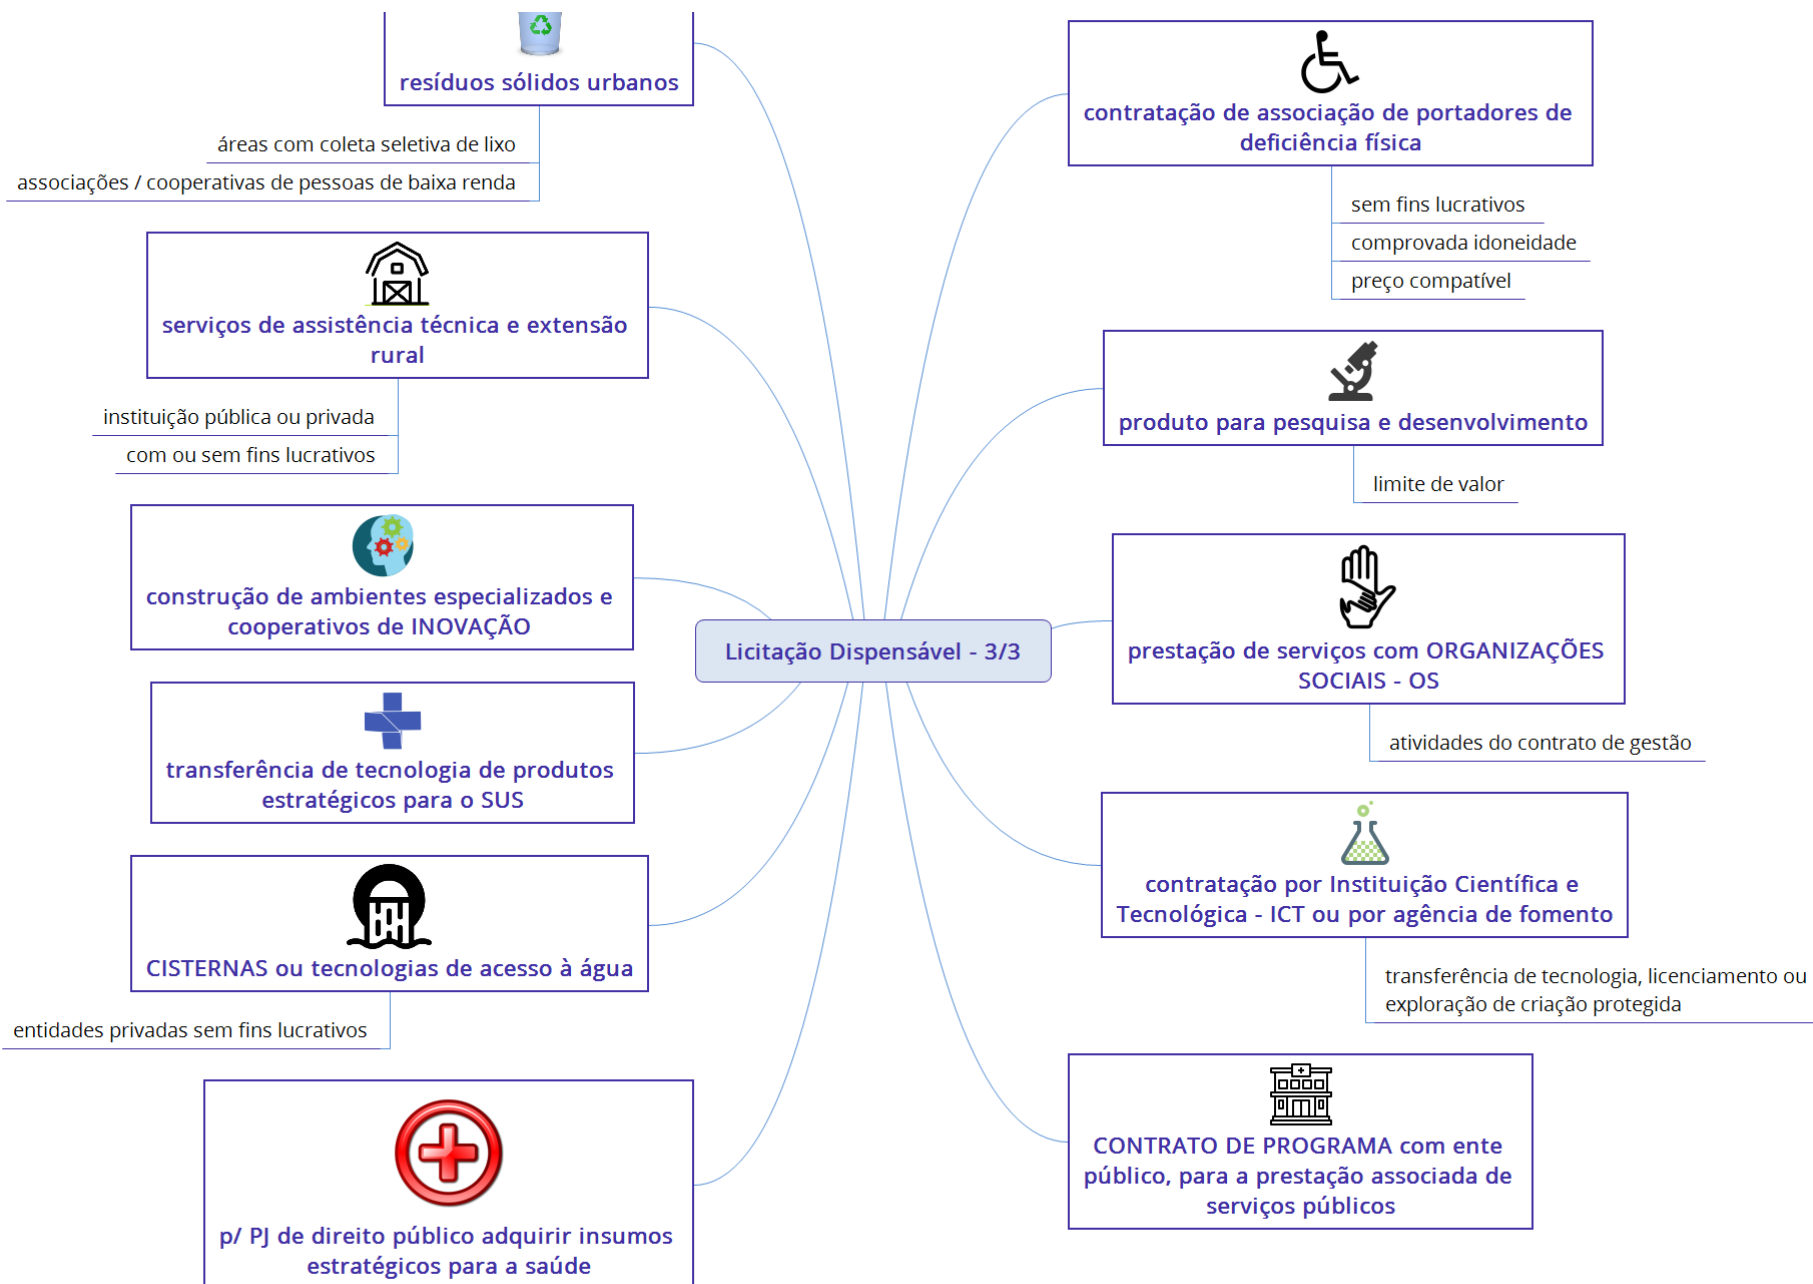 resíduos sólidos urbanos
áreas com coleta seletiva de lixo
associações / cooperativas de pessoas de baixa renda
serviços de assistência técnica e extensão
rural
instituição pública ou privada
com ou sem fins lucrativos
construção de ambientes especializados e
cooperativos de INOVAÇÃO
transferência de tecnologia de produtos
estratégicos para o SUS
CISTERNAS ou tecnologias de acesso à água
entidades privadas sem fins lucrativos
p/ PJ de direito público adquirir insumos
estratégicos para a saúde
Licitação Dispensável - 3/3
contratação de associação de portadores de
deficiência física
sem fins lucrativos
comprovada idoneidade
preço compatível
produto para pesquisa e desenvolvimento
limite de valor
prestação de serviços com ORGANIZAÇÕES
SOCIAIS - OS
atividades do contrato de gestão
contratação por Instituição Científica e
Tecnológica - ICT ou por agência de fomento
transferência de tecnologia, licenciamento ou
exploração de criação protegida
CONTRATO DE PROGRAMA com ente
público, para a prestação associada de
serviços públicos